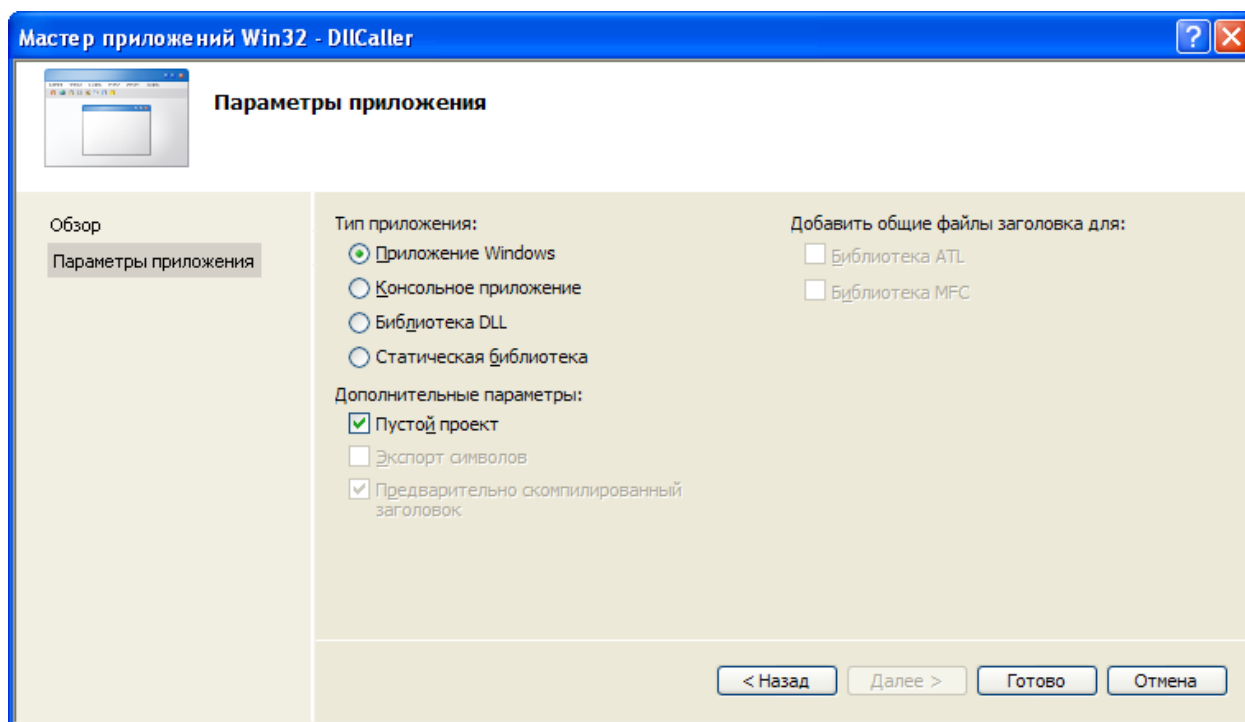 Мастер приложений Win32 - DllCaller
Параметры приложения
Обзор
Параметры приложения
Тип приложения:
Приложение Windows
Консольное приложение
Библиотека DLL
Статическая библиотека
Дополнительные параметры:
Пустой проект
Экспорт символов
Предварительно скомпилированный
заголовок
Добавить общие файлы заголовка для:
Библиотека ATL
Библиотека MFC
< Назад
Далее >
Готово
Отмена